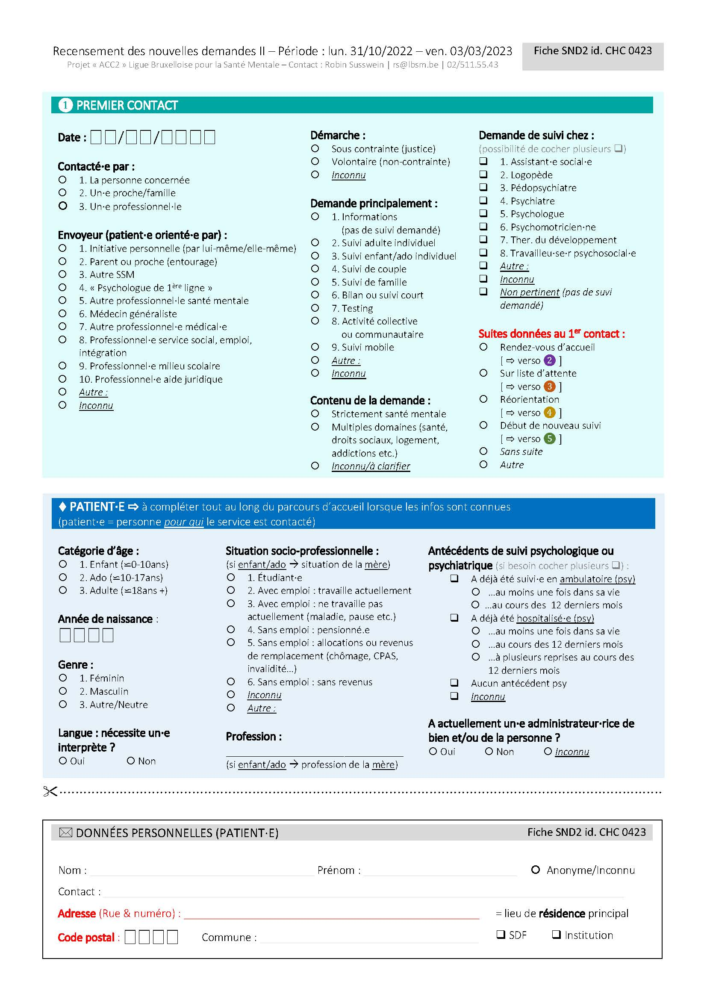 Recensement des nouvelles demandes II – Période : lun. 31/10/2022 – ven. 03/03/2023
Projet « ACC2 » Ligue Bruxelloise pour la Santé Mentale – Contact : Robin Susswein | rs@lbsm.be | 02/511.55.43
Fiche SND2 id. CHC 0423
❶ PREMIER CONTACT
Date : ☐☐/☐☐/☐☐☐☐
Contacté·e par :
○ 1. La personne concernée
○ 2. Un·e proche/famille
○ 3. Un·e professionnel·le
Envoyeur (patient·e orienté·e par) :
○ 1. Initiative personnelle (par lui-même/elle-même)
○ 2. Parent ou proche (entourage)
○ 3. Autre SSM
○ 4. « Psychologue de 1ère ligne »
○ 5. Autre professionnel·le santé mentale
○ 6. Médecin généraliste
○ 7. Autre professionnel·e médical·e
○ 8. Professionnel·e service social, emploi,
intégration
○ 9. Professionnel·e milieu scolaire
○ 10. Professionnel·e aide juridique
○ Autre :
○ Inconnu
Démarche :
○ Sous contrainte (justice)
○ Volontaire (non-contrainte)
○ Inconnu
Demande principalement :
○ 1. Informations
(pas de suivi demandé)
○ 2. Suivi adulte individuel
○ 3. Suivi enfant/ado individuel
○ 4. Suivi de couple
○ 5. Suivi de famille
○ 6. Bilan ou suivi court
○ 7. Testing
○ 8. Activité collective
ou communautaire
○ 9. Suivi mobile
○ Autre :
○ Inconnu
Contenu de la demande :
○ Strictement santé mentale
○ Multiples domaines (santé,
droits sociaux, logement,
addictions etc.)
○ Inconnu/à clarifier
Demande de suivi chez :
(possibilité de cocher plusieurs ❑)
❑ 1. Assistant·e social·e
❑ 2. Logopède
❑ 3. Pédopsychiatre
❑ 4. Psychiatre
❑ 5. Psychologue
❑ 6. Psychomotricien·ne
❑ 7. Ther. du développement
❑ 8. Travailleu·se·r psychosocial·e
❑ Autre :
❑ Inconnu
❑ Non pertinent (pas de suvi
demandé)
Suites données au 1er contact :
○ Rendez-vous d'accueil
[ ⇨ verso ❷ ]
○ Sur liste d'attente
[ ⇨ verso ❸ ]
○ Réorientation
[ ⇨ verso ❹ ]
○ Début de nouveau suivi
[ ⇨ verso ❺ ]
○ Sans suite
○ Autre
♦ PATIENT·E ⇨ à compléter tout au long du parcours d'accueil lorsque les infos sont connues
(patient·e = personne pour qui le service est contacté)
Catégorie d'âge :
○ 1. Enfant (≃0-10ans)
○ 2. Ado (≃10-17ans)
○ 3. Adulte (≃18ans +)
Année de naissance :
☐☐☐☐
Genre :
○ 1. Féminin
○ 2. Masculin
○ 3. Autre/Neutre
Langue : nécessite un·e
interprète ?
○ Oui ○ Non
Situation socio-professionnelle :
(si enfant/ado → situation de la mère)
○ 1. Étudiant·e
○ 2. Avec emploi : travaille actuellement
○ 3. Avec emploi : ne travaille pas
actuellement (maladie, pause etc.)
○ 4. Sans emploi : pensionné.e
○ 5. Sans emploi : allocations ou revenus
de remplacement (chômage, CPAS,
invalidité...)
○ 6. Sans emploi : sans revenus
○ Inconnu
○ Autre :
Profession :
(si enfant/ado → profession de la mère)
Antécédents de suivi psychologique ou
psychiatrique (si besoin cocher plusieurs ❑) :
❑ A déjà été suivi·e en ambulatoire (psy)
○ ...au moins une fois dans sa vie
○ ...au cours des 12 derniers mois
❑ A déjà été hospitalisé·e (psy)
○ ...au moins une fois dans sa vie
○ ...au cours des 12 derniers mois
○ ...à plusieurs reprises au cours des
12 derniers mois
❑ Aucun antécédent psy
❑ Inconnu
A actuellement un·e administrateur·rice de
bien et/ou de la personne ?
○ Oui ○ Non ○ Inconnu
✉ DONNÉES PERSONNELLES (PATIENT·E) Fiche SND2 id. CHC 0423
Nom : Prénom : ○ Anonyme/Inconnu
Contact :
Adresse (Rue & numéro) : = lieu de résidence principal
Code postal : ☐☐☐☐ Commune : ❑ SDF ❑ Institution